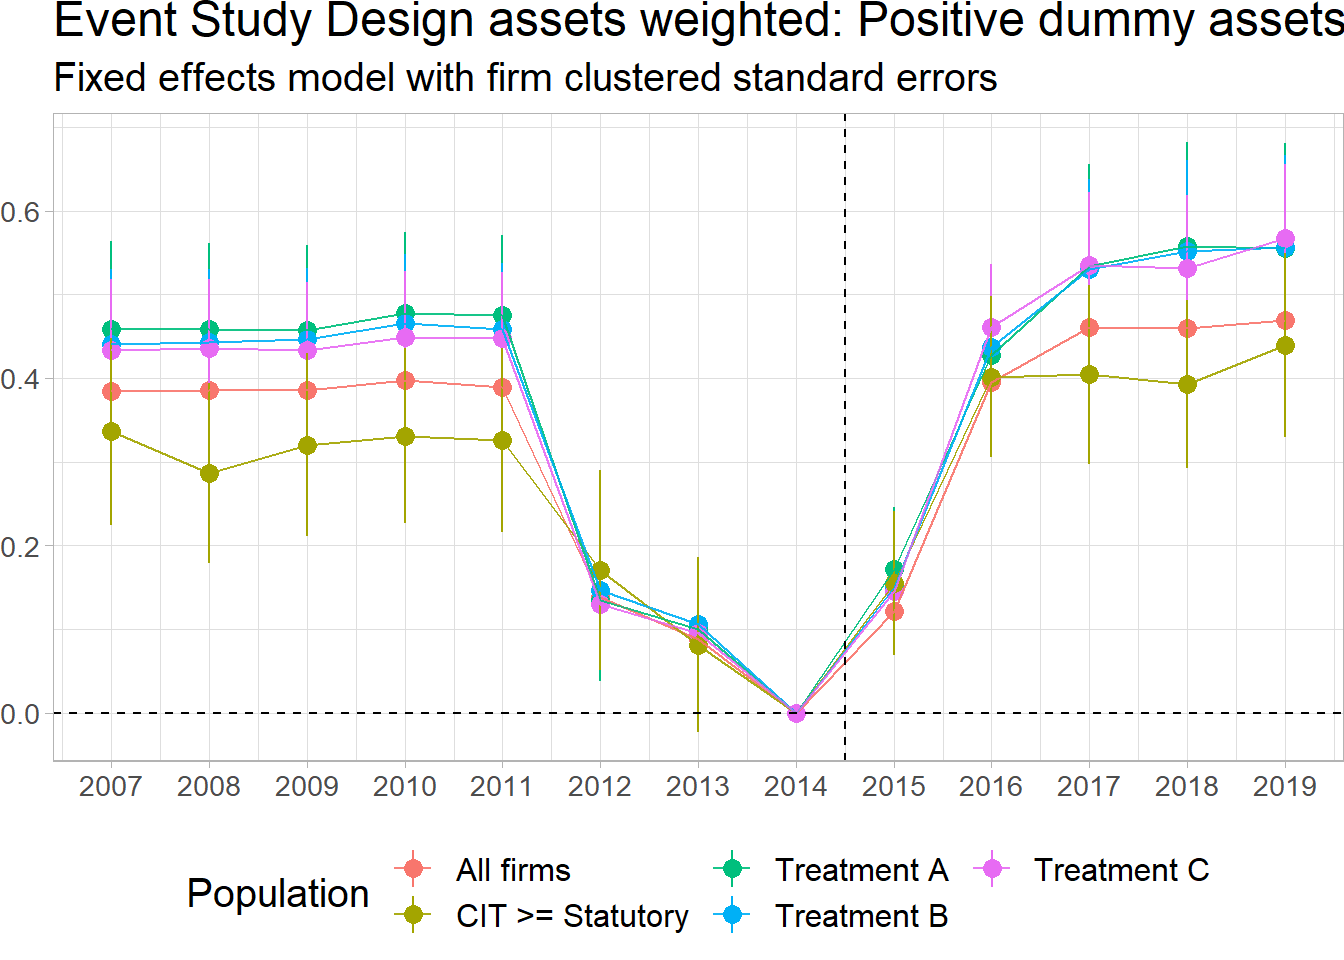 Event Study Design assets weighted: Positive dummy assets
Fixed effects model with firm clustered standard errors
0.6
0.4
0.2
0.0
2007 2008 2009 2010 2011 2012 2013 2014 2015 2016 2017 2018 2019
Population
All firms
CIT >= Statutory
Treatment A
Treatment B
Treatment C